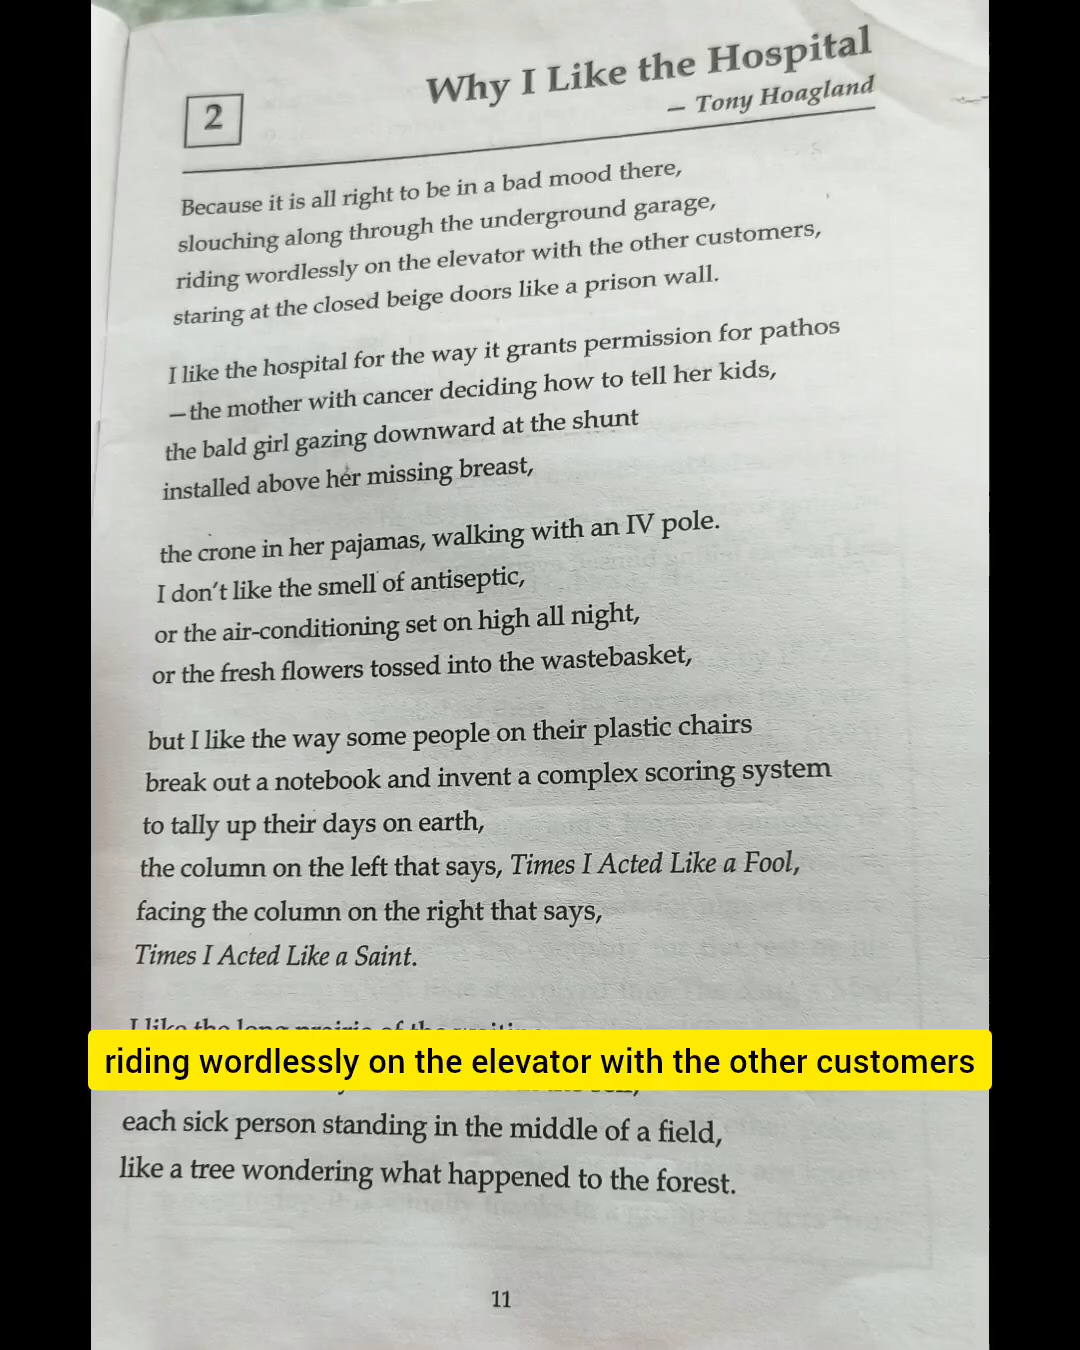 2
Why I Like the Hospital
– Tony Hoagland
Because it is all right to be in a bad mood there,
slouching along through the underground garage,
riding wordlessly on the elevator with the other customers,
staring at the closed beige doors like a prison wall.
I like the hospital for the way it grants permission for pathos
—the mother with cancer deciding how to tell her kids,
the bald girl gazing downward at the shunt
installed above her missing breast,
the crone in her pajamas, walking with an IV pole.
I don't like the smell of antiseptic,
or the air-conditioning set on high all night,
or the fresh flowers tossed into the wastebasket,
but I like the way some people on their plastic chairs
break out a notebook and invent a complex scoring system
to tally up their days on earth,
the column on the left that says, Times I Acted Like a Fool,
facing the column on the right that says,
Times I Acted Like a Saint.
I like the long prairie of the
riding wordlessly on the elevator with the other customers
each sick person standing in the middle of a field,
like a tree wondering what happened to the forest.
11